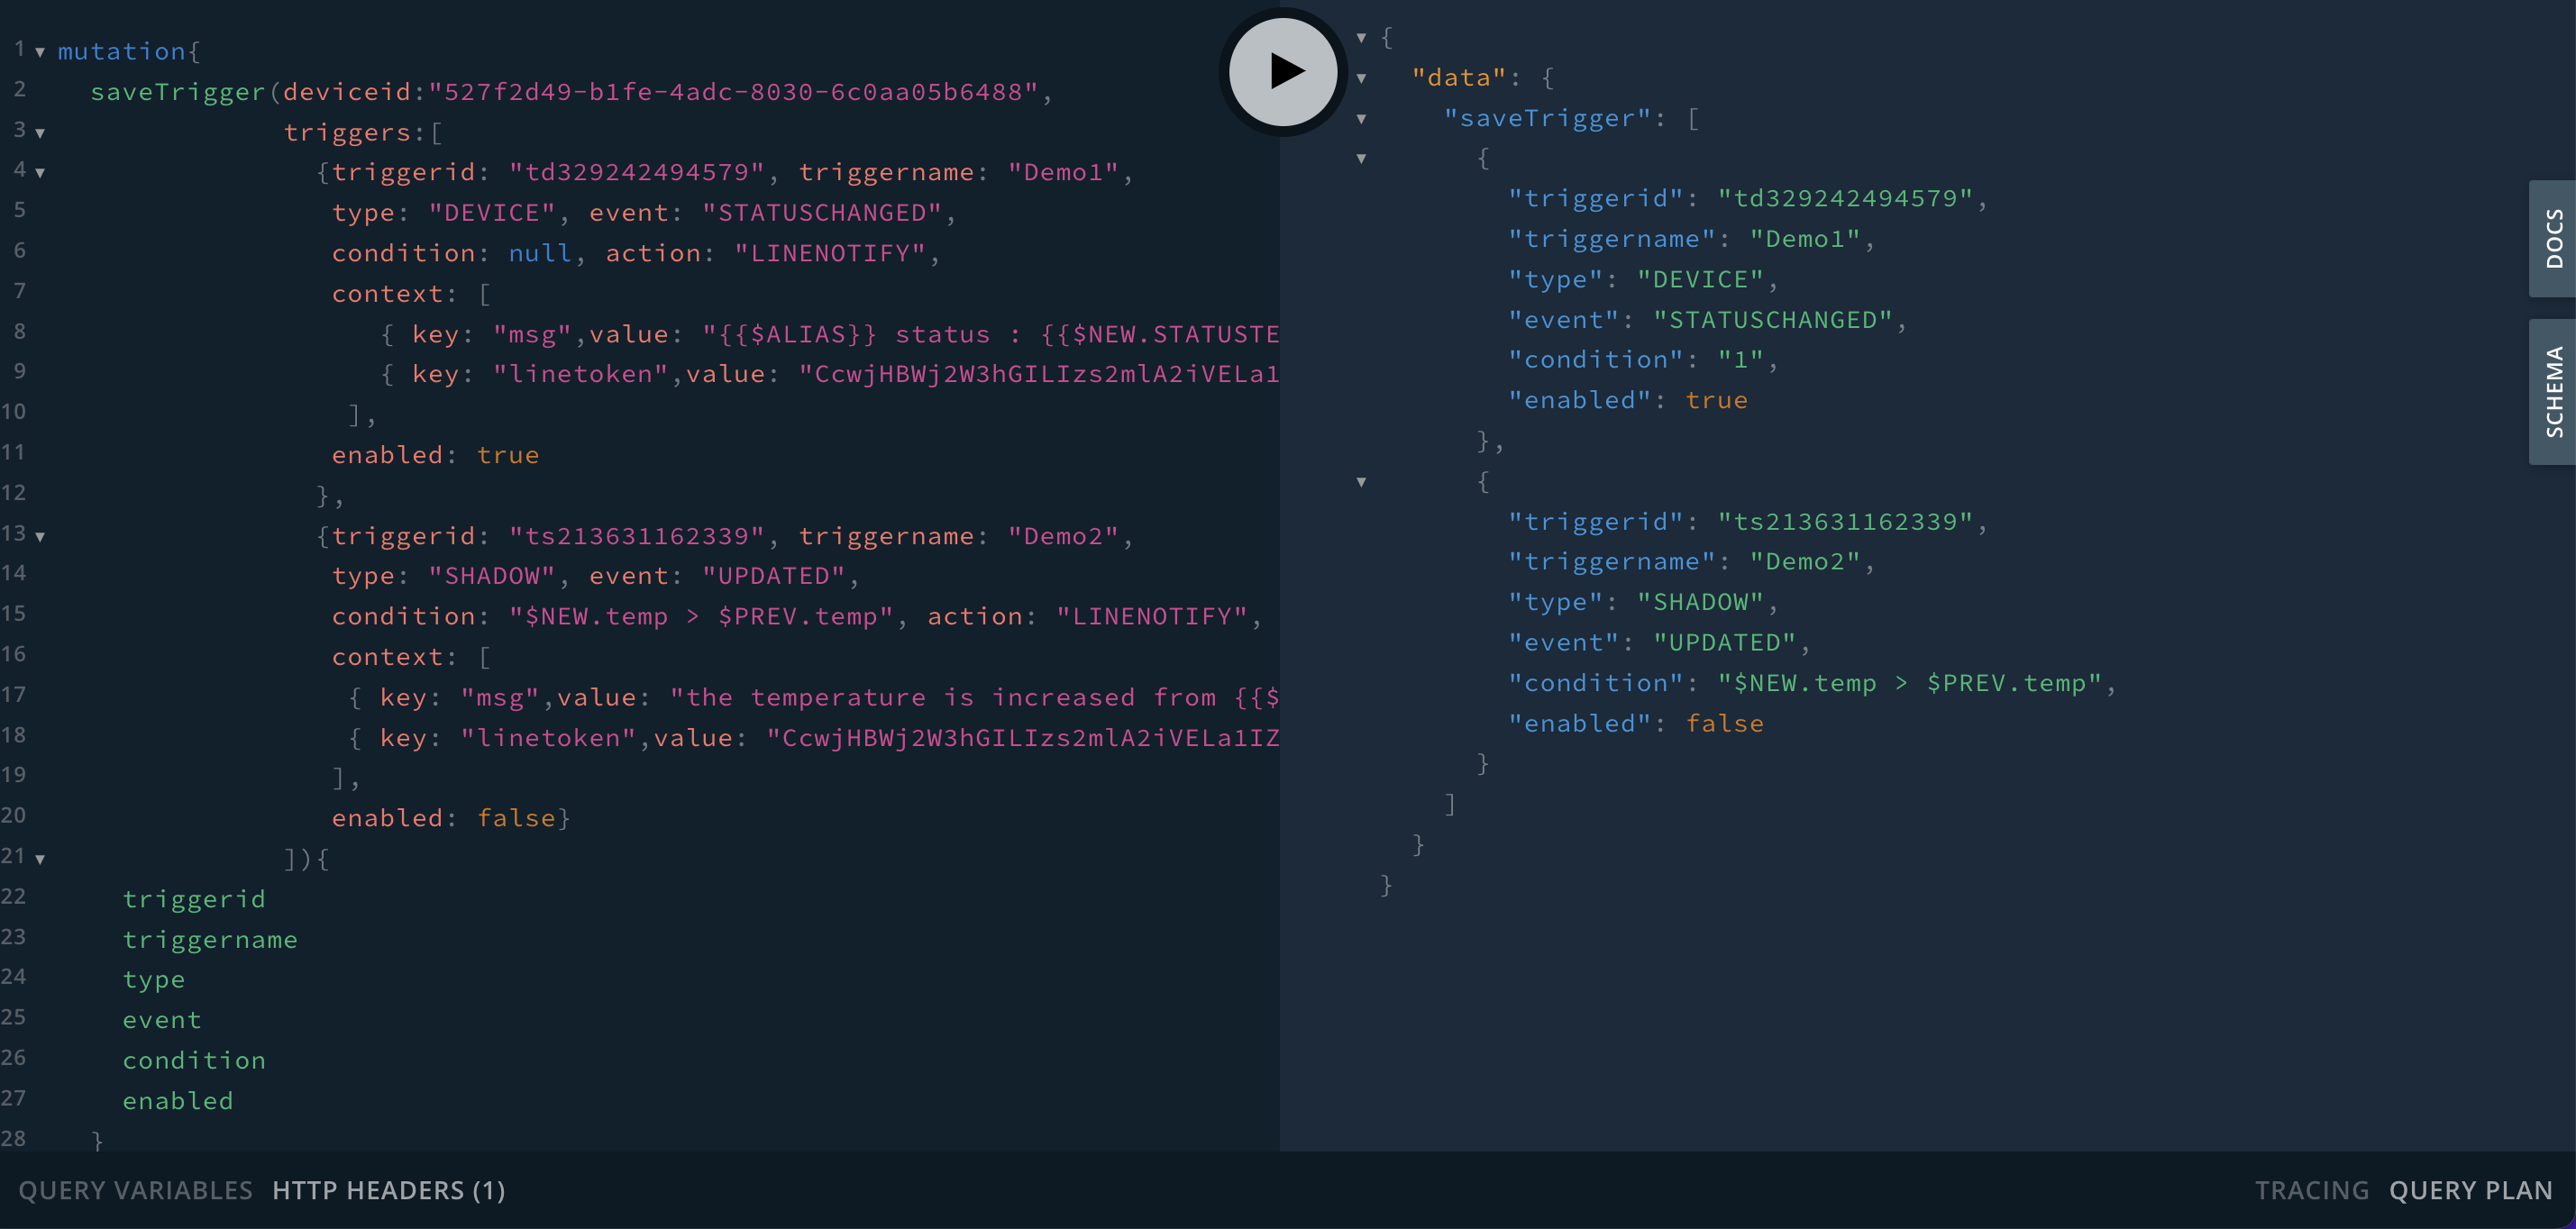 1 mutation{
2 saveTrigger(deviceid:"527f2d49-b1fe-4adc-8030-6c0aa05b6488",
3 triggers:[
4 {triggerid: "td329242494579", triggername: "Demo1",
5 type: "DEVICE", event: "STATUSCHANGED",
6 condition: null, action: "LINENOTIFY",
7 context: [
8 { key: "msg",value: "{{$ALIAS}} status : {{$NEW.STATUSTE
9 { key: "linetoken",value: "CcwjHBWj2W3hGILIzs2mlA2iVELa1
10 ],
11 enabled: true
12 },
13 {triggerid: "ts213631162339", triggername: "Demo2",
14 type: "SHADOW", event: "UPDATED",
15 condition: "$NEW.temp > $PREV.temp", action: "LINENOTIFY",
16 context: [
17 { key: "msg",value: "the temperature is increased from {{$
18 { key: "linetoken",value: "CcwjHBWj2W3hGILIzs2mlA2iVELa1IZ
19 ],
20 enabled: false}
21 ]){
22 triggerid
23 triggername
24 type
25 event
26 condition
27 enabled
28 }
{
"data": {
"saveTrigger": [
{
"triggerid": "td329242494579",
"triggername": "Demo1",
"type": "DEVICE",
"event": "STATUSCHANGED",
"condition": "1",
"enabled": true
},
{
"triggerid": "ts213631162339",
"triggername": "Demo2",
"type": "SHADOW",
"event": "UPDATED",
"condition": "$NEW.temp > $PREV.temp",
"enabled": false
}
]
}
}
DOCS
SCHEMA
QUERY VARIABLES HTTP HEADERS (1)
TRACING QUERY PLAN